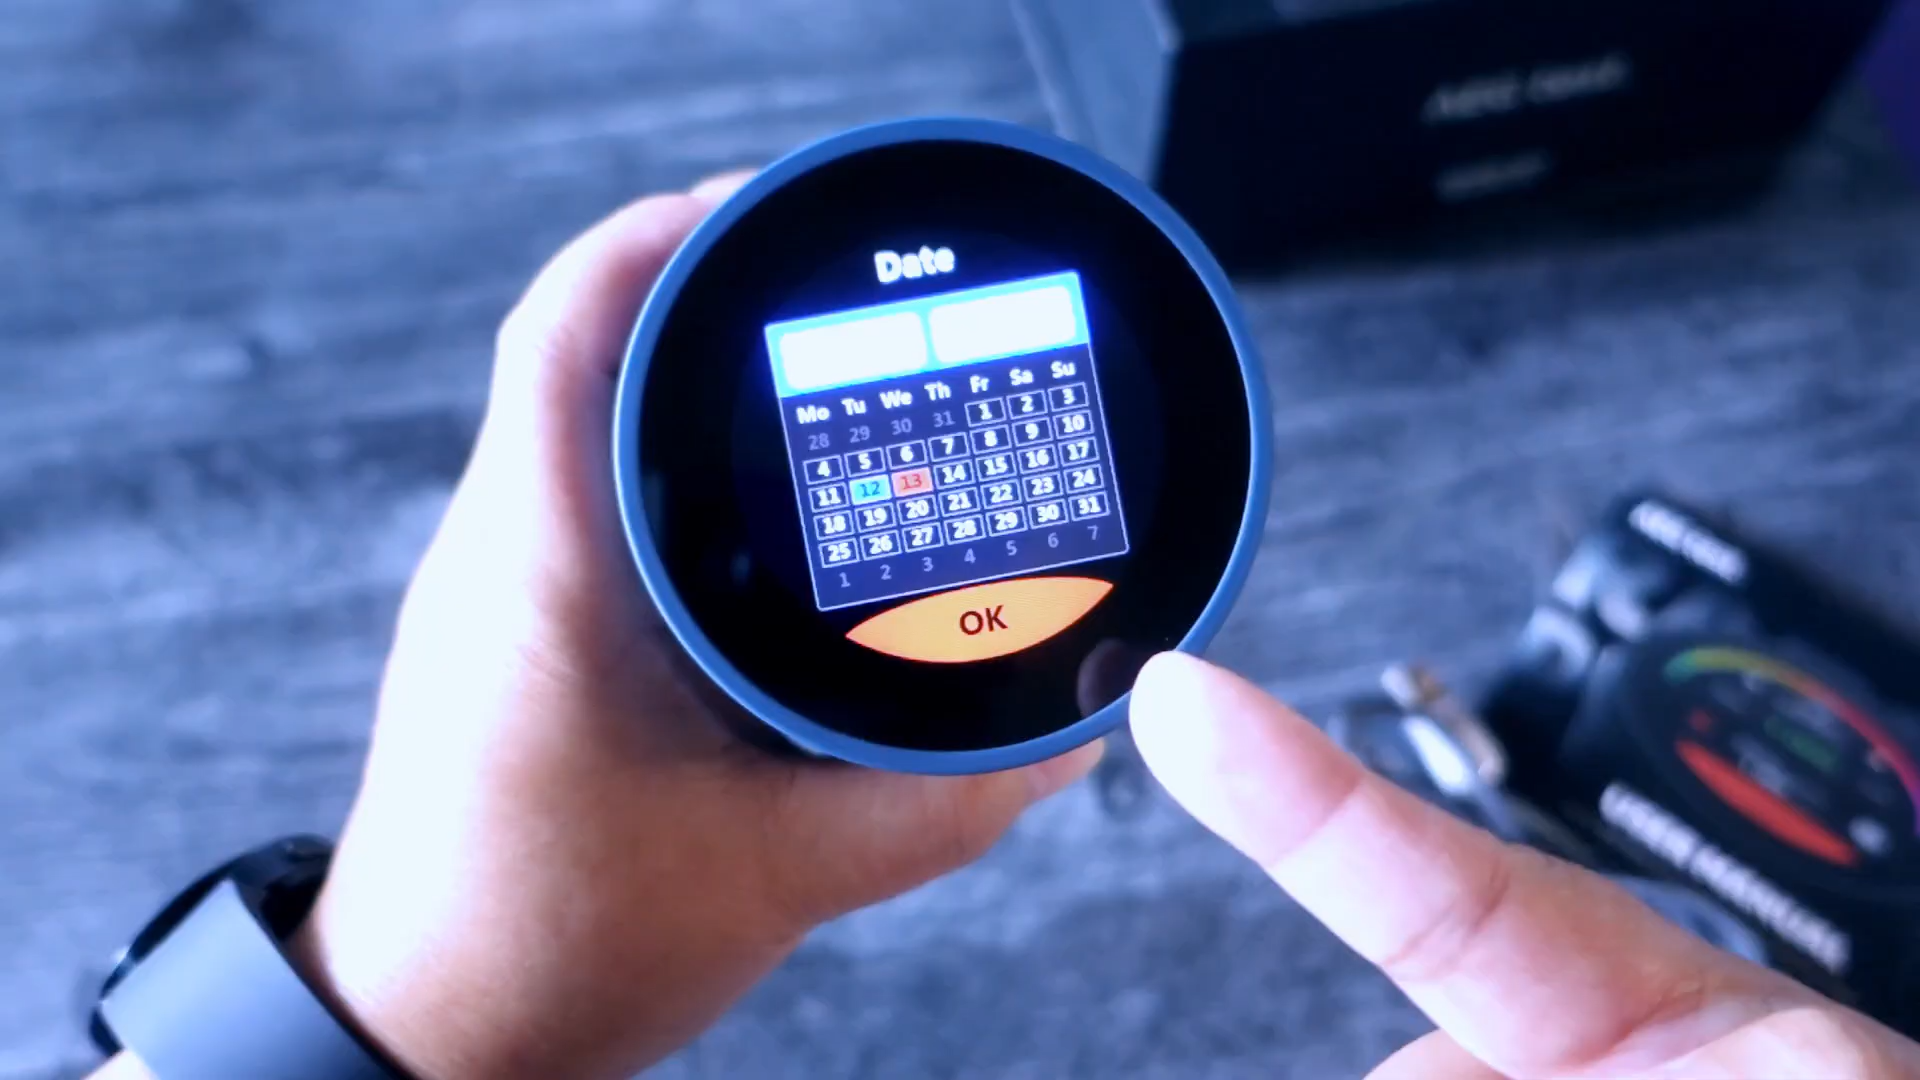 Date
Mo Tu We Th Fr Sa Su
28 29 30 31 1 2 3
4 5 6 7 8 9 10
11 12 13 14 15 16 17
18 19 20 21 22 23 24
25 26 27 28 29 30 31
1 2 3 4 5 6 7
OK
USER MANUAL